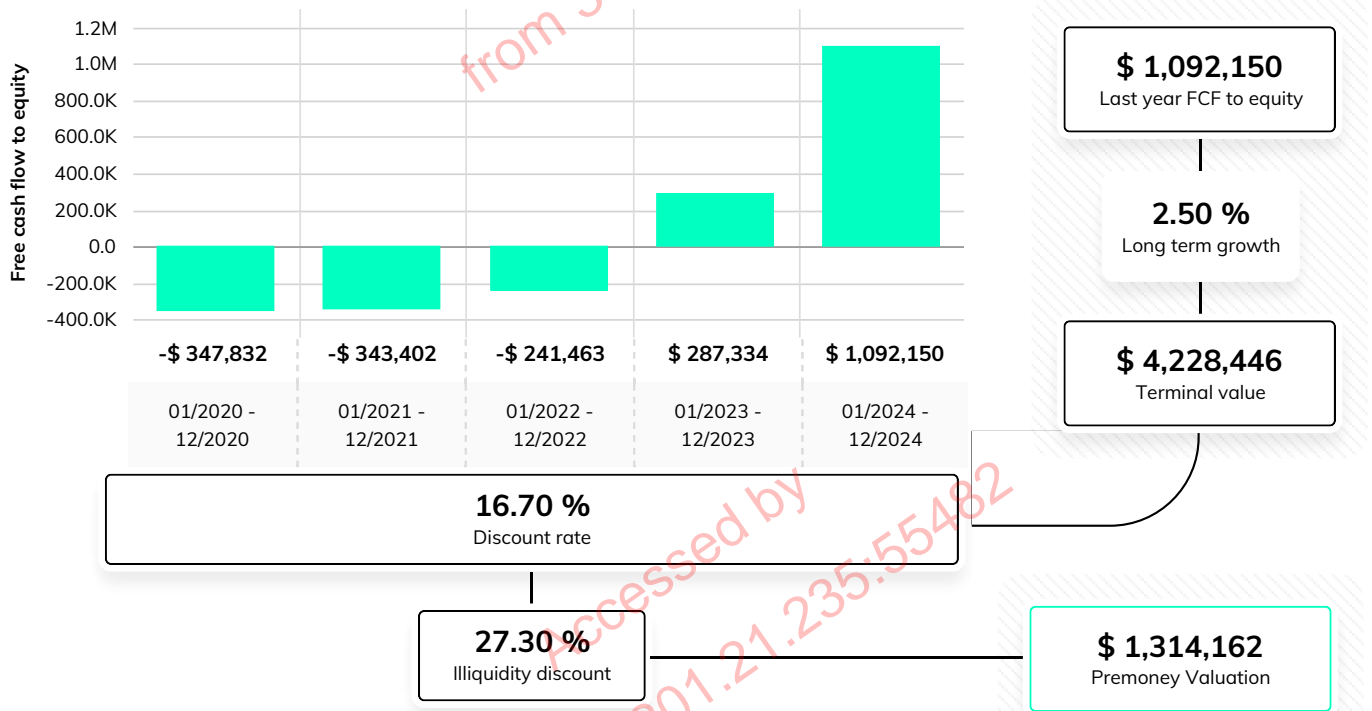 Free cash flow to equity
1.2M
1.0M
800.0K
600.0K
400.0K
200.0K
0.0
-200.0K
-400.0K
-$ 347,832
-$ 343,402
-$ 241,463
$ 287,334
$ 1,092,150
01/2020 -
12/2020
01/2021 -
12/2021
01/2022 -
12/2022
01/2023 -
12/2023
01/2024 -
12/2024
$ 1,092,150
Last year FCF to equity
2.50 %
Long term growth
$ 4,228,446
Terminal value
16.70 %
Discount rate
27.30 %
Illiquidity discount
$ 1,314,162
Premoney Valuation
from
Accessed by
201.21.235:55482